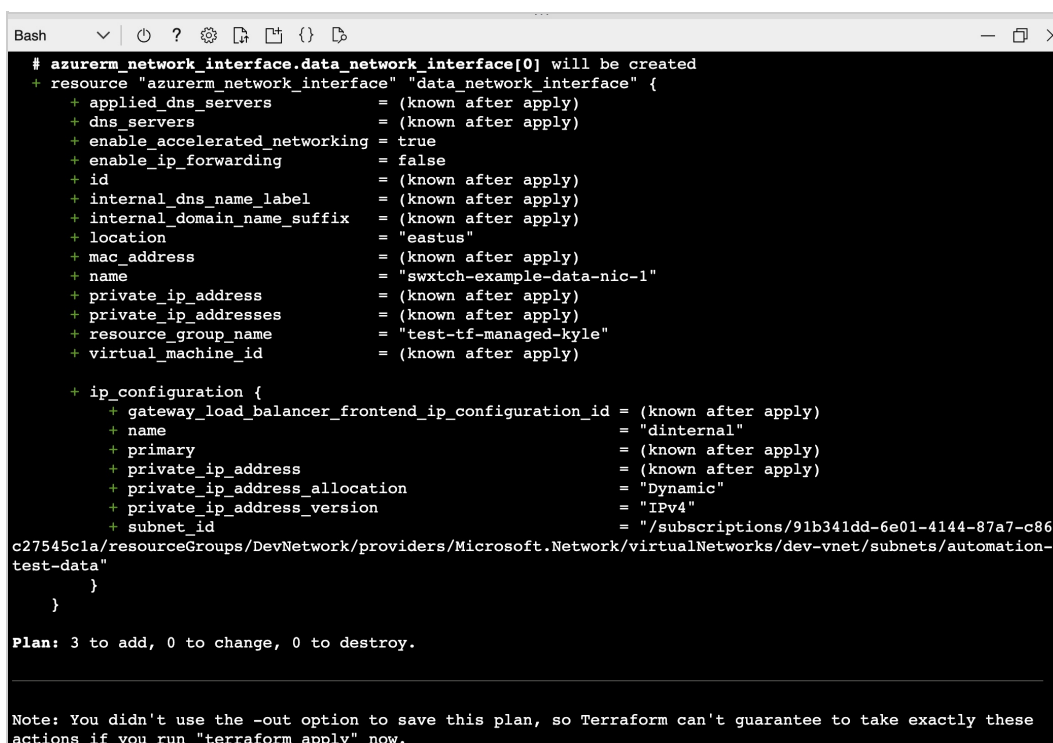 Bash
?
{}
# azurerm_network_interface.data_network_interface[0] will be created
+ resource "azurerm_network_interface" "data_network_interface" {
+ applied_dns_servers = (known after apply)
+ dns_servers = (known after apply)
+ enable_accelerated_networking = true
+ enable_ip_forwarding = false
+ id = (known after apply)
+ internal_dns_name_label = (known after apply)
+ internal_domain_name_suffix = (known after apply)
+ location = "eastus"
+ mac_address = (known after apply)
+ name = "swxtch-example-data-nic-1"
+ private_ip_address = (known after apply)
+ private_ip_addresses = (known after apply)
+ resource_group_name = "test-tf-managed-kyle"
+ virtual_machine_id = (known after apply)
+ ip_configuration {
+ gateway_load_balancer_frontend_ip_configuration_id = (known after apply)
+ name = "dinternal"
+ primary = (known after apply)
+ private_ip_address = (known after apply)
+ private_ip_address_allocation = "Dynamic"
+ private_ip_address_version = "IPv4"
+ subnet_id = "/subscriptions/91b341dd-6e01-4144-87a7-c86
c27545c1a/resourceGroups/DevNetwork/providers/Microsoft.Network/virtualNetworks/dev-vnet/subnets/automation-
test-data"
}
}
Plan: 3 to add, 0 to change, 0 to destroy.
Note: You didn't use the -out option to save this plan, so Terraform can't guarantee to take exactly these
actions if you run "terraform apply" now.